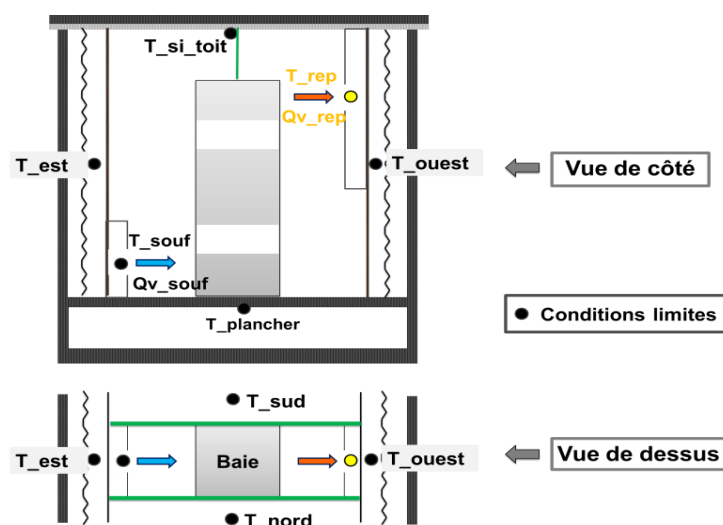 T_si_toit
T_rep
Qv_rep
T_est
T_ouest
Vue de côté
T_souf
Qv_souf
Conditions limites
T_plancher
T_sud
T_est
Baie
T_ouest
Vue de dessus
T_nord